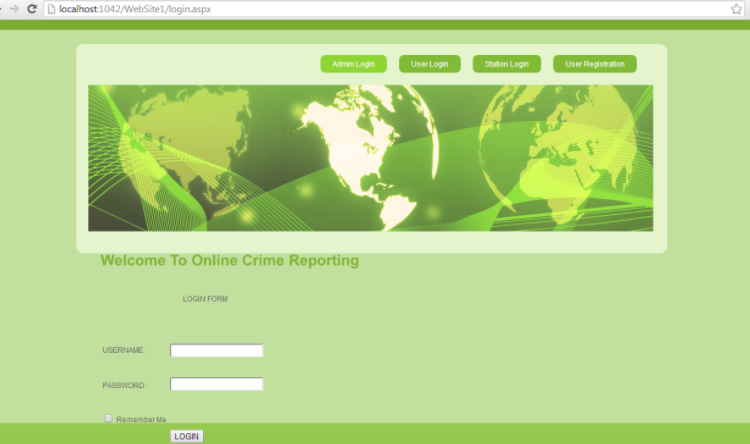 localhost:1042/WebSite1/login.aspx
Admin Login User Login Station Login User Registration
Welcome To Online Crime Reporting
LOGIN FORM
USERNAME :
PASSWORD :
Remember Me
LOGIN